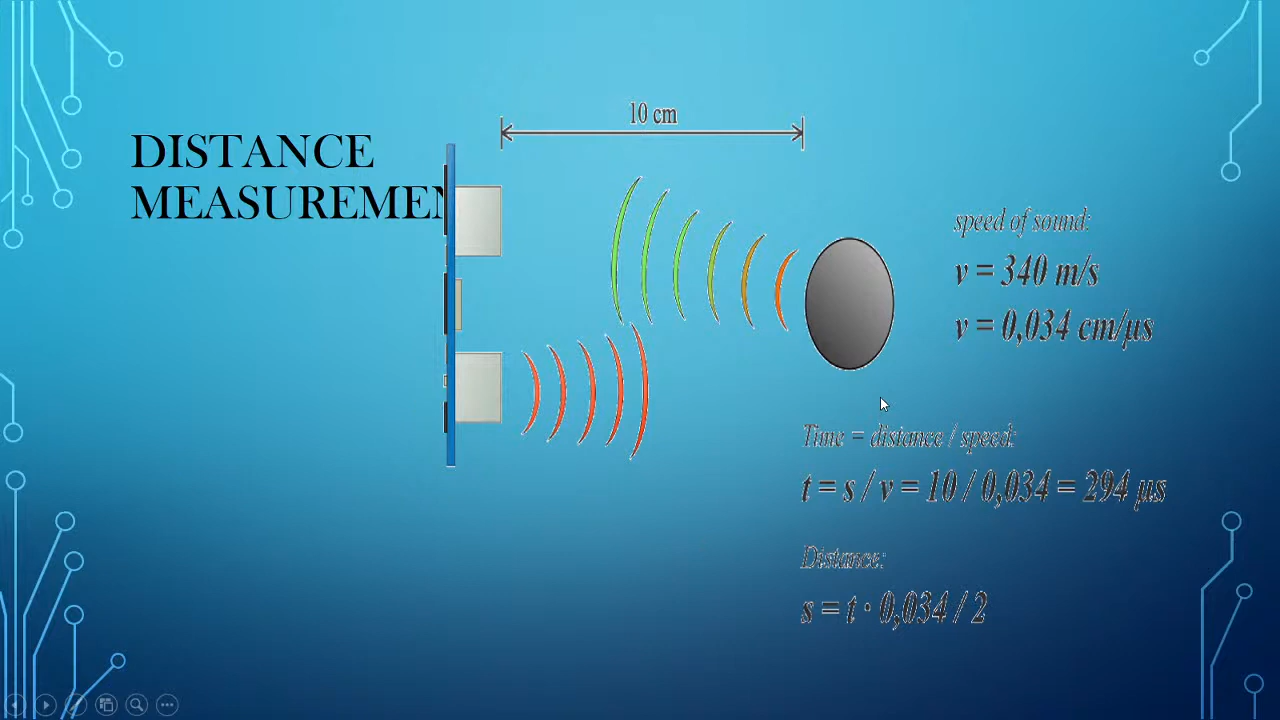 DISTANCE
MEASUREMEN
10 cm
speed of sound:
v = 340 m/s
v = 0,034 cm/µs
Time = distance / speed:
t = s / v = 10 / 0,034 = 294 µs
Distance:
s = t · 0,034 / 2